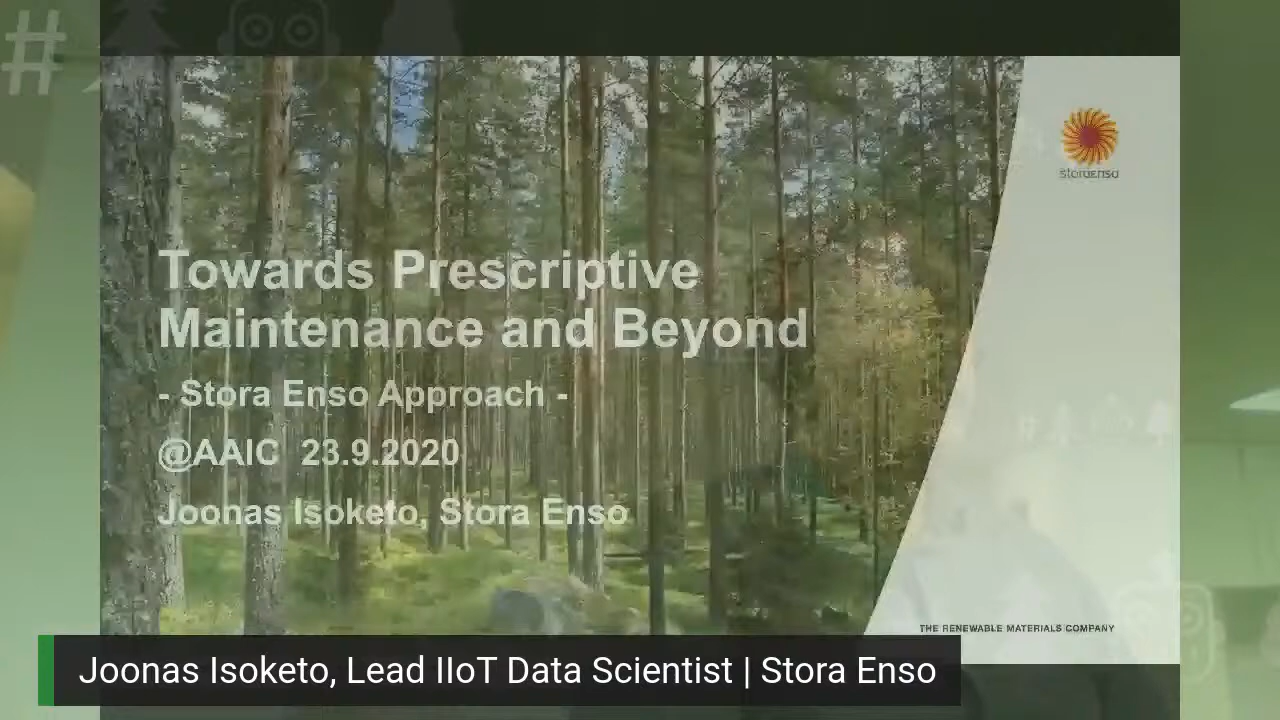 #
storaenso
Towards Prescriptive
Maintenance and Beyond
- Stora Enso Approach -
@AAIC 23.9.2020
Joonas Isoketo, Stora Enso
THE RENEWABLE MATERIALS COMPANY
Joonas Isoketo, Lead IIoT Data Scientist | Stora Enso